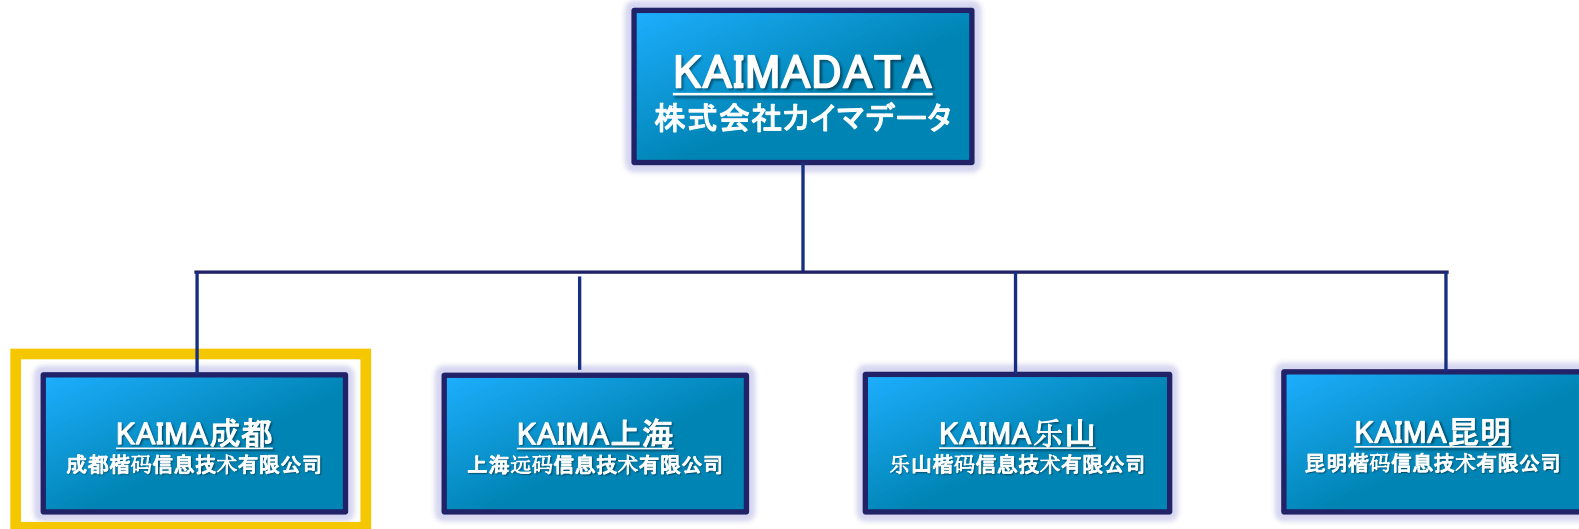 KAIMADATA
株式会社カイマデータ
KAIMA成都
成都楷码信息技术有限公司
KAIMA上海
上海远码信息技术有限公司
KAIMA乐山
乐山楷码信息技术有限公司
KAIMA昆明
昆明楷码信息技术有限公司